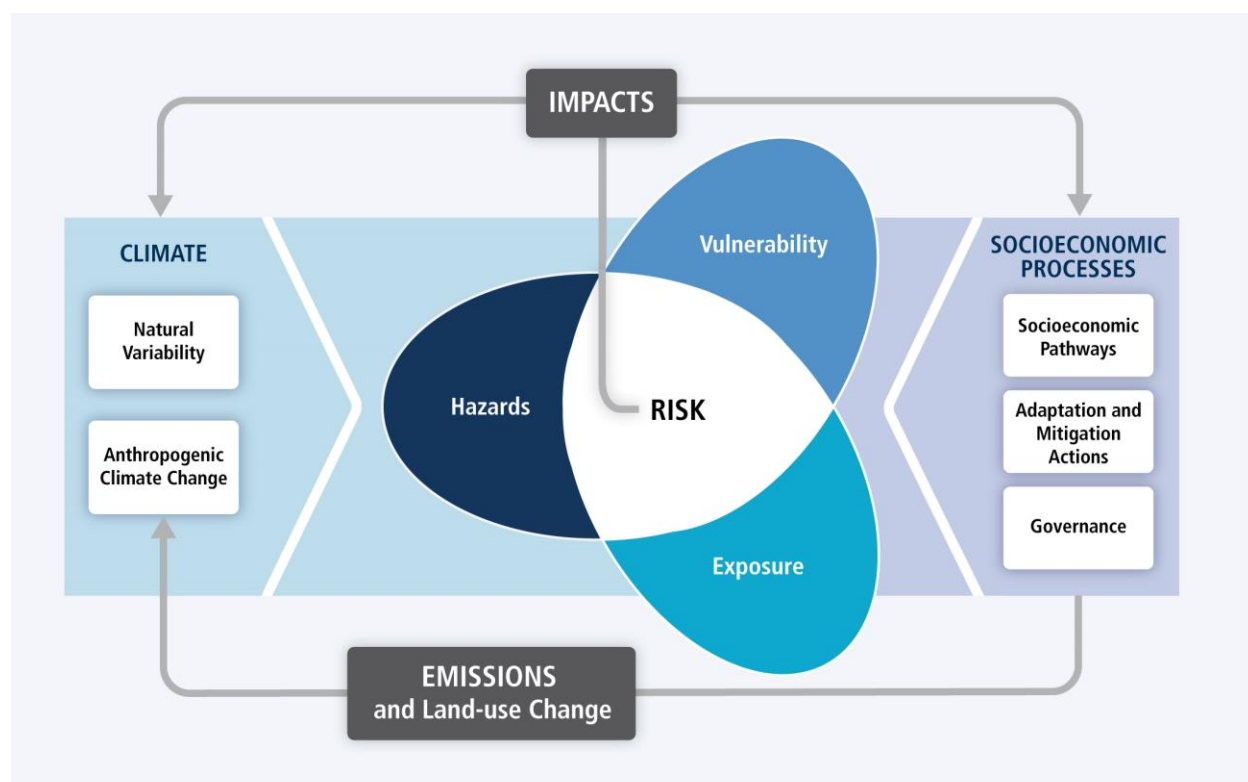 IMPACTS
CLIMATE
Natural
Variability
Anthropogenic
Climate Change
Hazards
Vulnerability
RISK
Exposure
SOCIOECONOMIC
PROCESSES
Socioeconomic
Pathways
Adaptation and
Mitigation
Actions
Governance
EMISSIONS
and Land-use Change